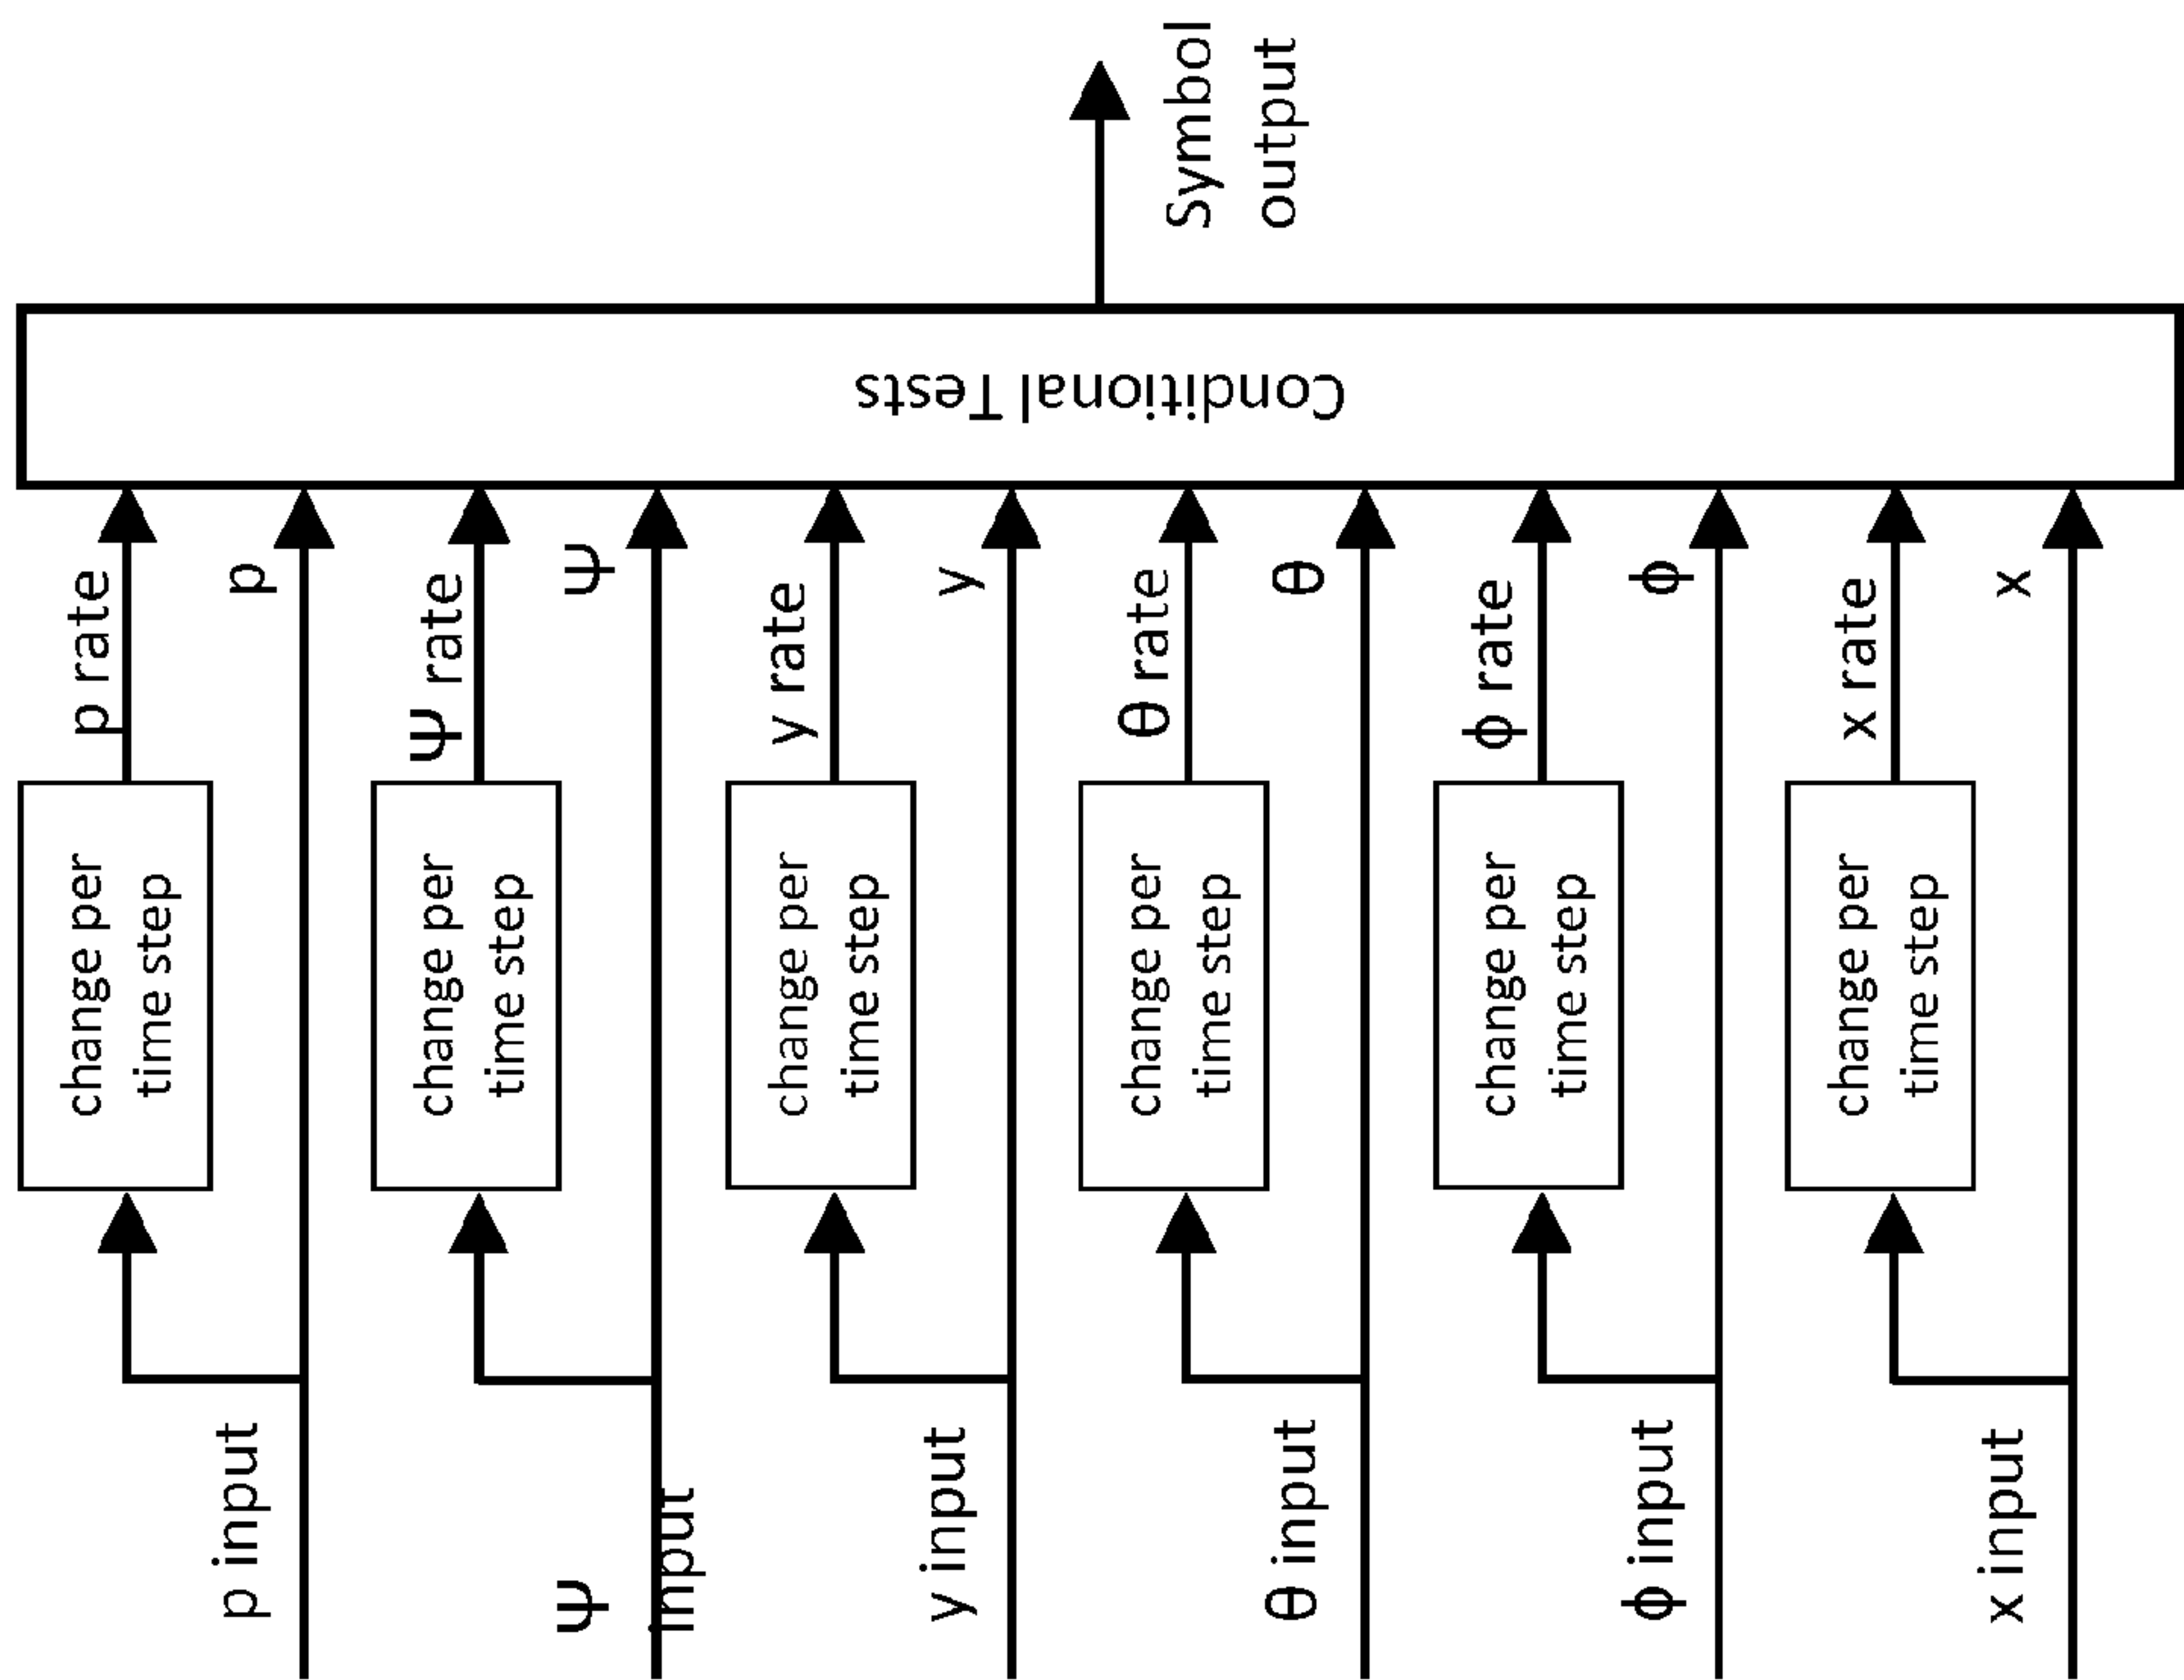 p input
change per
time step
p rate
p
Ψ
input
change per
time step
Ψ rate
Ψ
y input
change per
time step
y rate
y
θ input
change per
time step
θ rate
θ
ϕ input
change per
time step
ϕ rate
ϕ
x input
change per
time step
x rate
x
Conditional Tests
Symbol
output